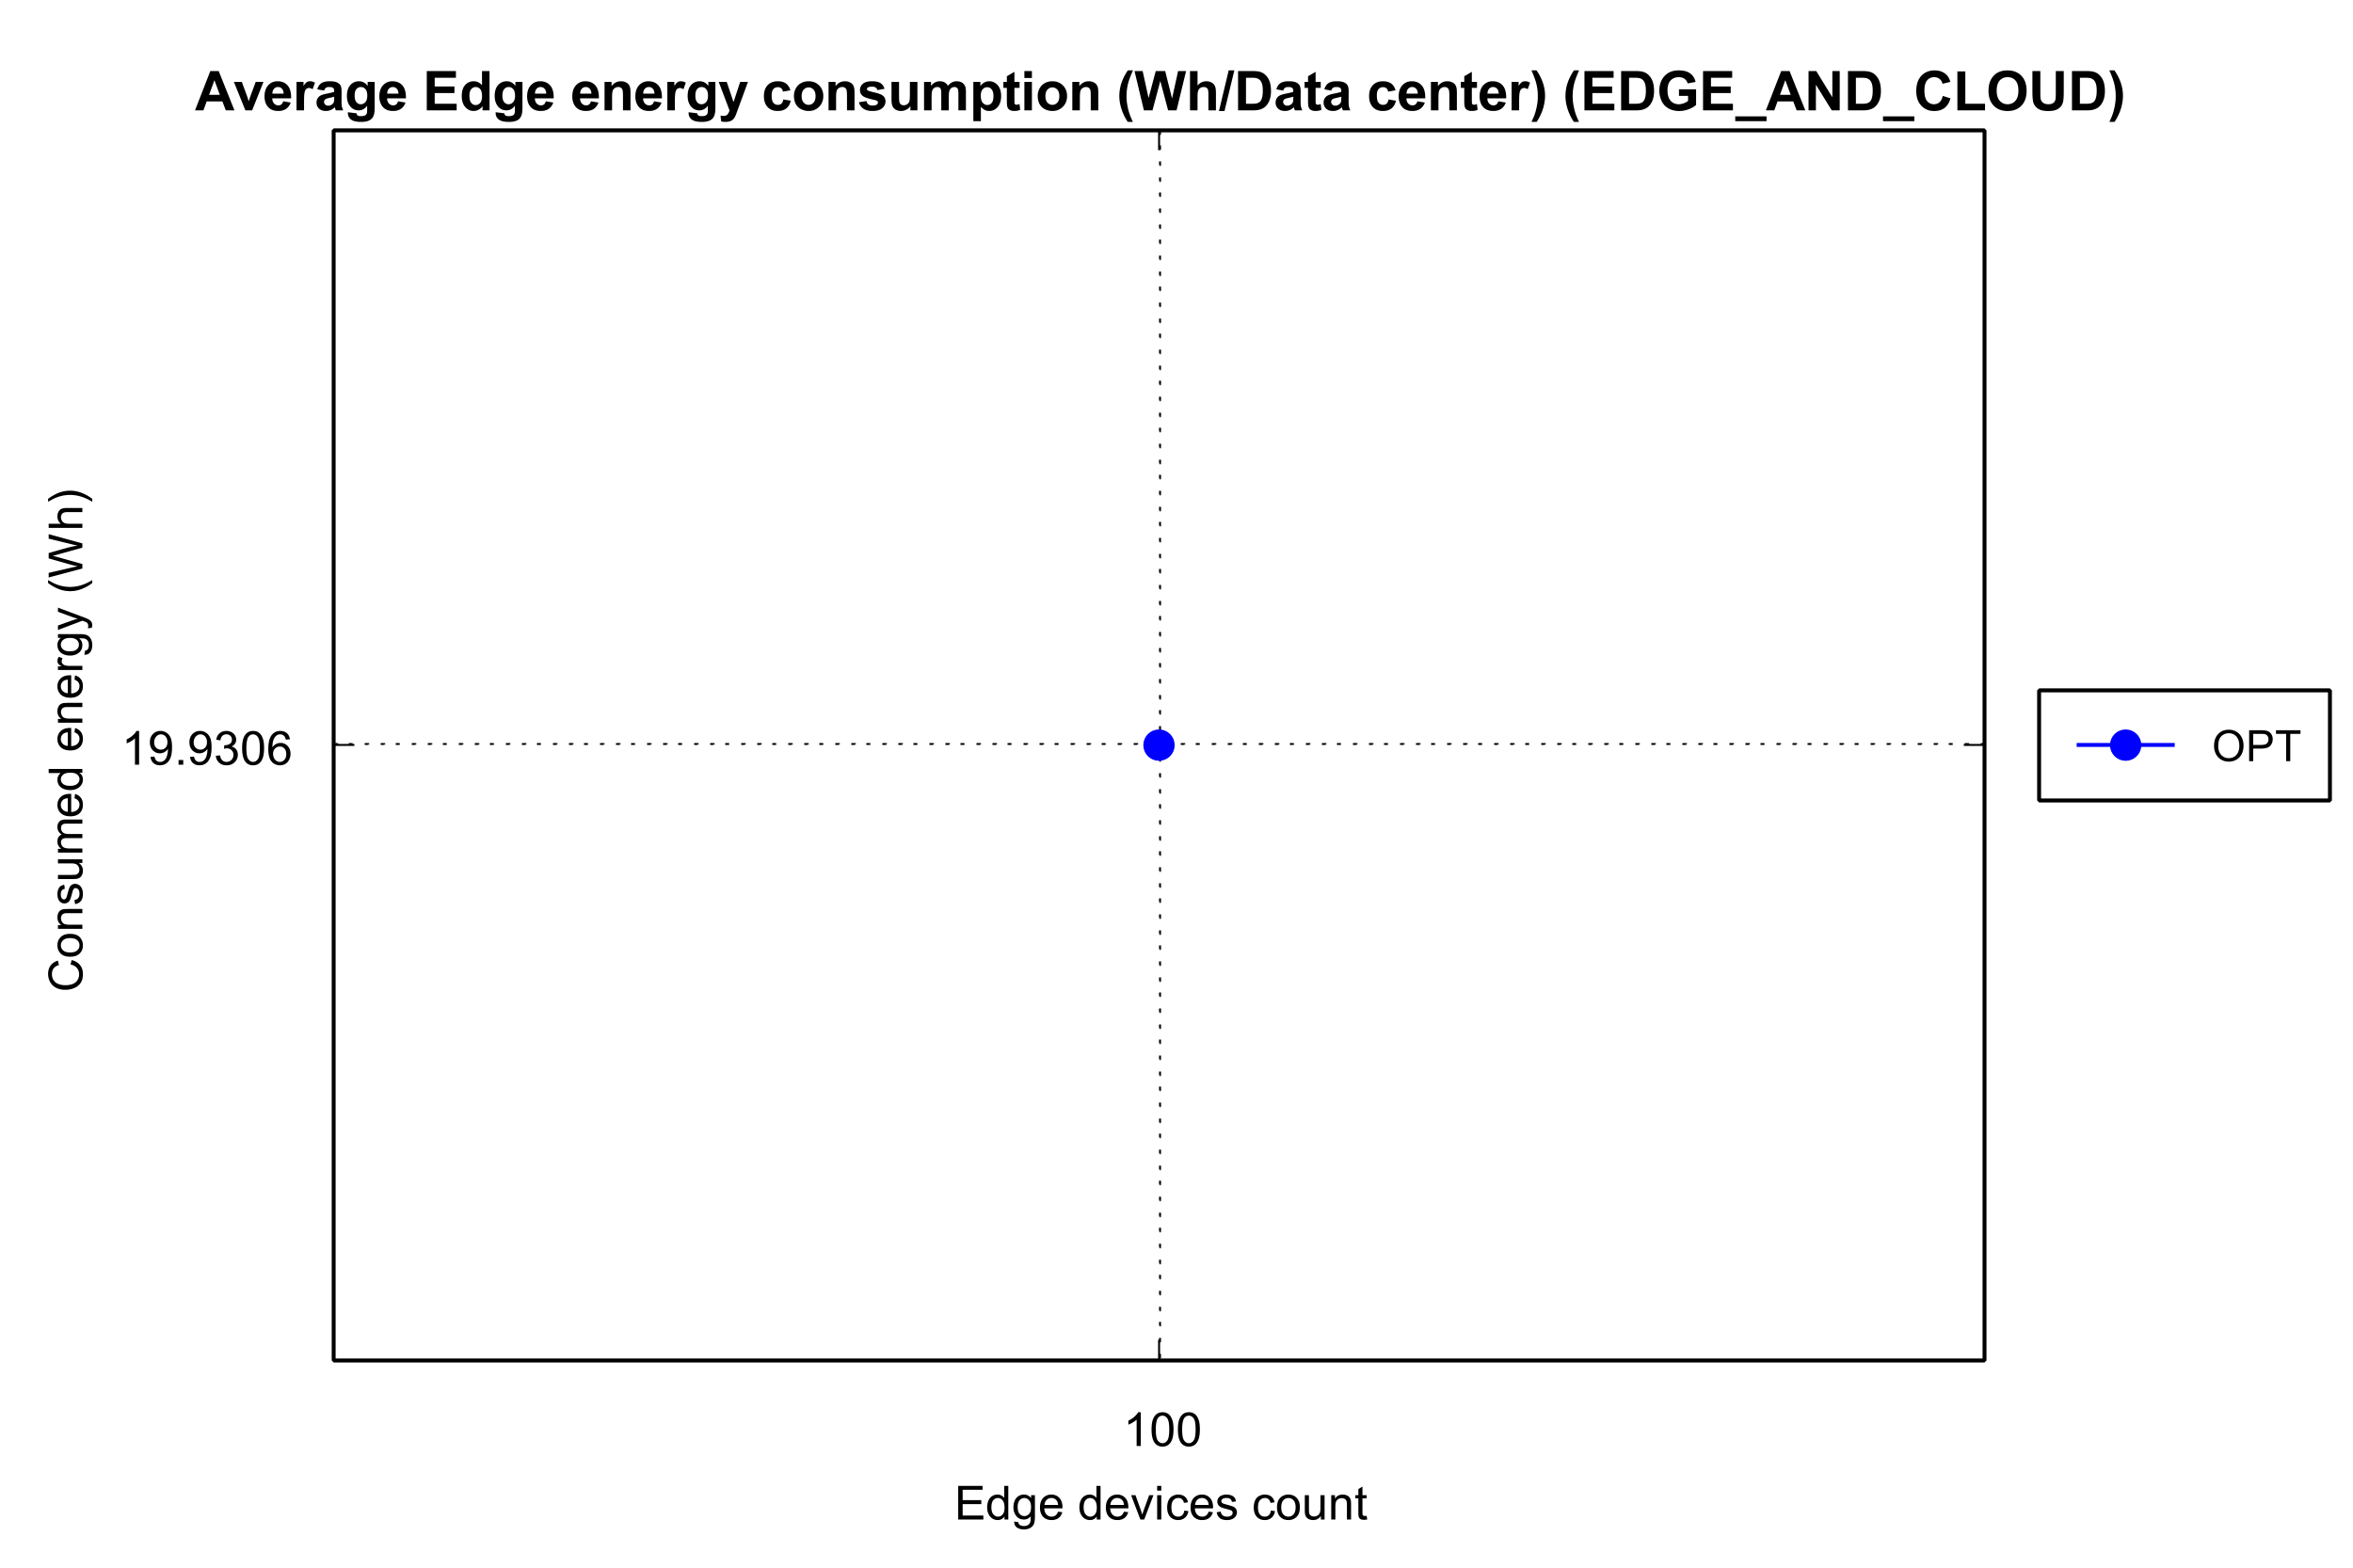 Average Edge energy consumption (Wh/Data center) (EDGE_AND_CLOUD)
Consumed energy (Wh)
19.9306
OPT
100
Edge devices count